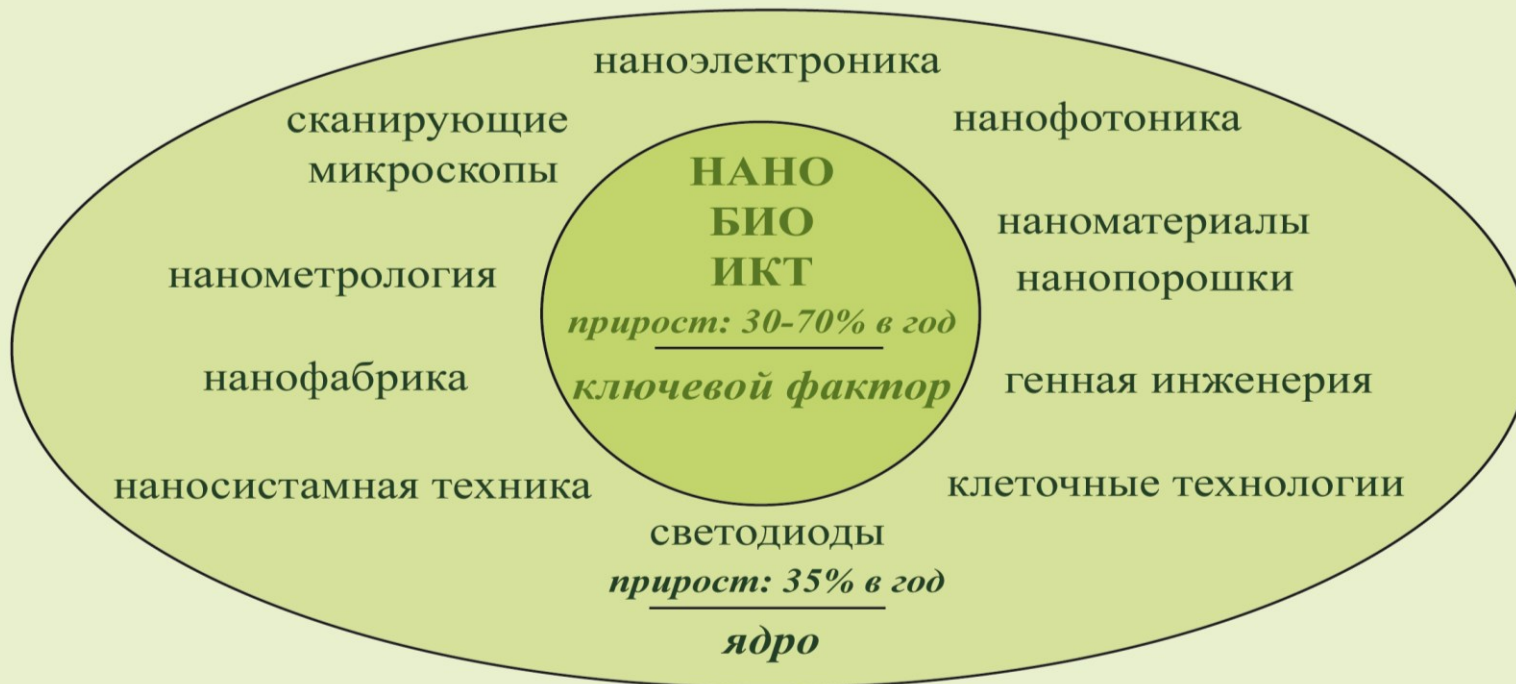 наноэлектроника
сканирующие
микроскопы
нанофотоника
НАНО
БИО
ИКТ
прирост: 30-70% в год
ключевой фактор
наноматериалы
нанопорошки
нанометрология
нанофабрика
генная инженерия
наносистамная техника
клеточные технологии
светодиоды
прирост: 35% в год
ядро